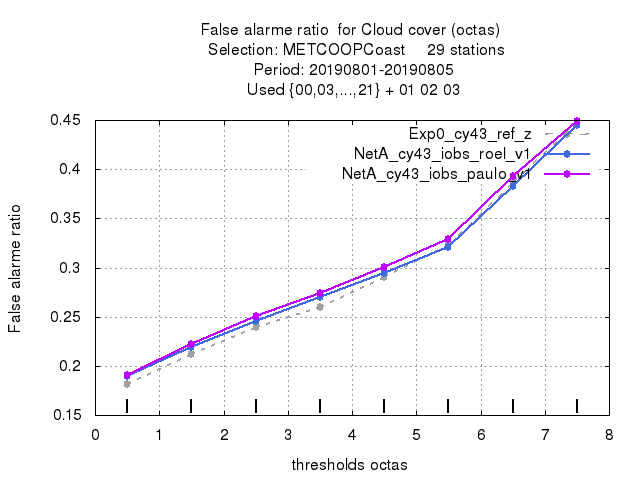 False alarme ratio  for Cloud cover (octas)
Selection: METCOOPCoast     29 stations
Period: 20190801-20190805
Used {00,03,...,21} + 01 02 03
Exp0_cy43_ref_z
NetA_cy43_iobs_roel_v1
NetA_cy43_iobs_paulo_v1
0.45
0.4
0.35
0.3
0.25
0.2
0.15
False alarme ratio
0 1 2 3 4 5 6 7 8
thresholds octas